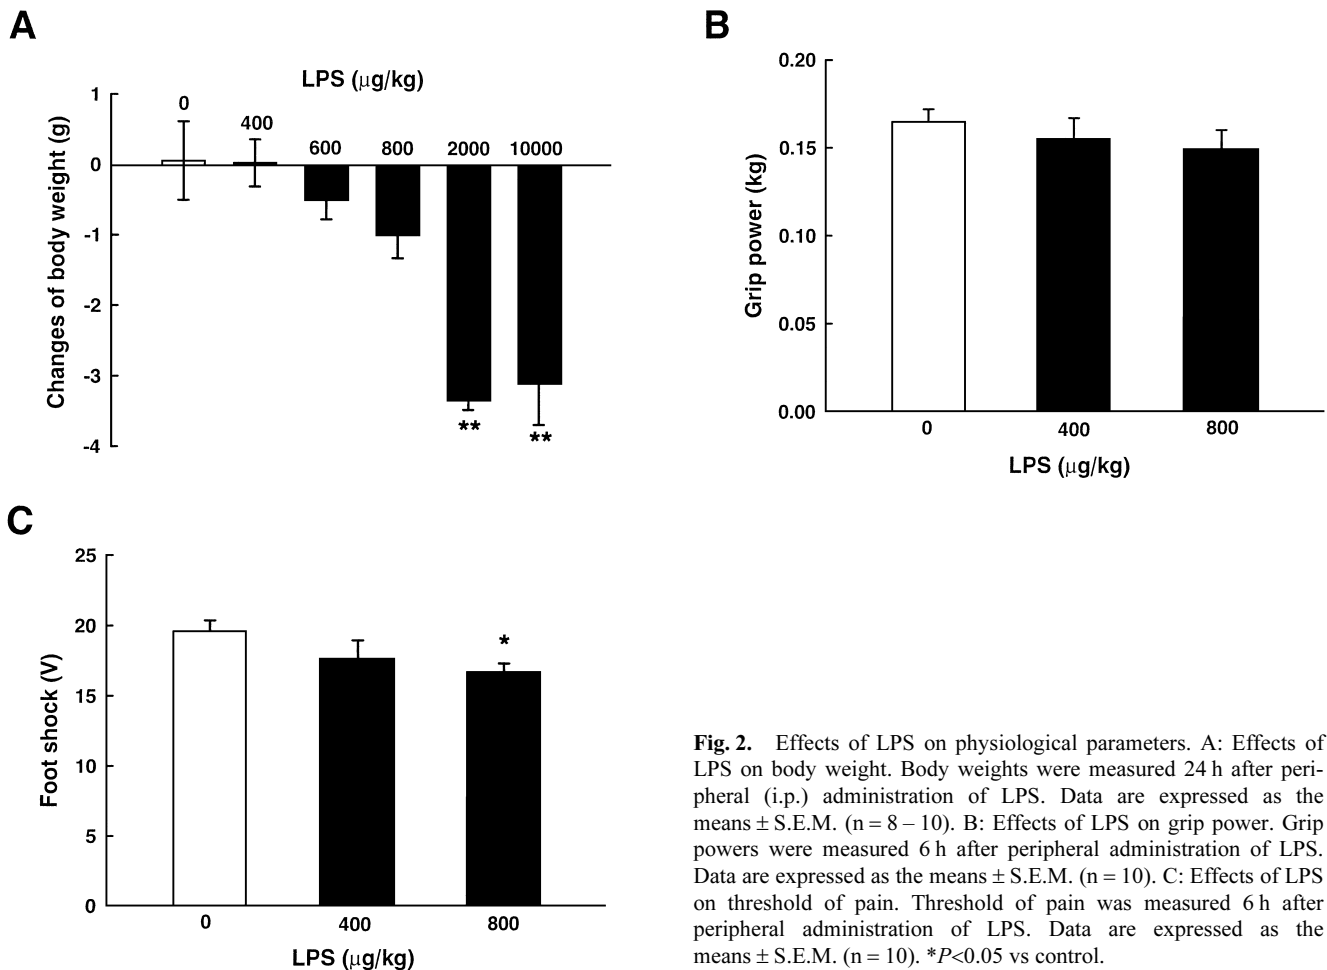 A
LPS (μg/kg)
Changes of body weight (g)
1
0
-1
-2
-3
-4
0
400
600
800
2000
10000
**
**
B
Grip power (kg)
0.20
0.15
0.10
0.05
0.00
0
400
800
LPS (μg/kg)
C
Foot shock (V)
25
20
15
10
5
0
*
0
400
800
LPS (μg/kg)
Fig. 2. Effects of LPS on physiological parameters. A: Effects of
LPS on body weight. Body weights were measured 24 h after peri-
pheral (i.p.) administration of LPS. Data are expressed as the
means ± S.E.M. (n = 8 – 10). B: Effects of LPS on grip power. Grip
powers were measured 6 h after peripheral administration of LPS.
Data are expressed as the means ± S.E.M. (n = 10). C: Effects of LPS
on threshold of pain. Threshold of pain was measured 6 h after
peripheral administration of LPS. Data are expressed as the
means ± S.E.M. (n = 10). *P<0.05 vs control.